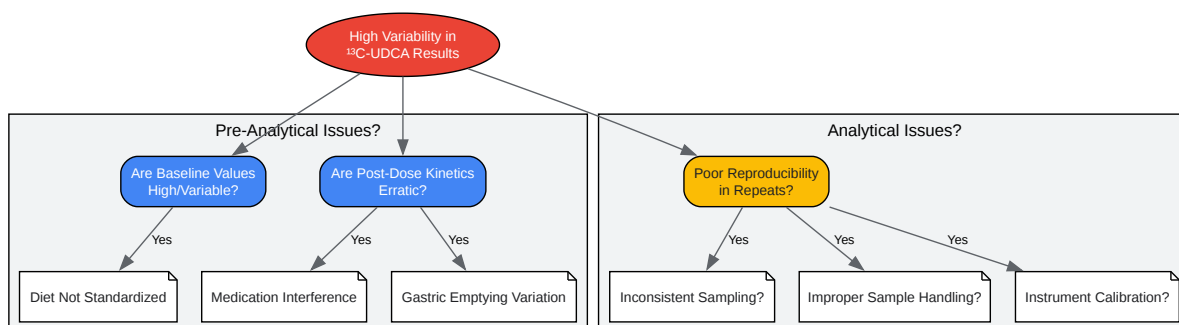 High Variability in
¹³C-UDCA Results
Pre-Analytical Issues?
Analytical Issues?
Are Baseline Values
High/Variable?
Are Post-Dose Kinetics
Erratic?
Poor Reproducibility
in Repeats?
Yes
Yes
Yes
Yes
Yes
Yes
Diet Not Standardized
Medication Interference
Gastric Emptying Variation
Inconsistent Sampling?
Improper Sample Handling?
Instrument Calibration?